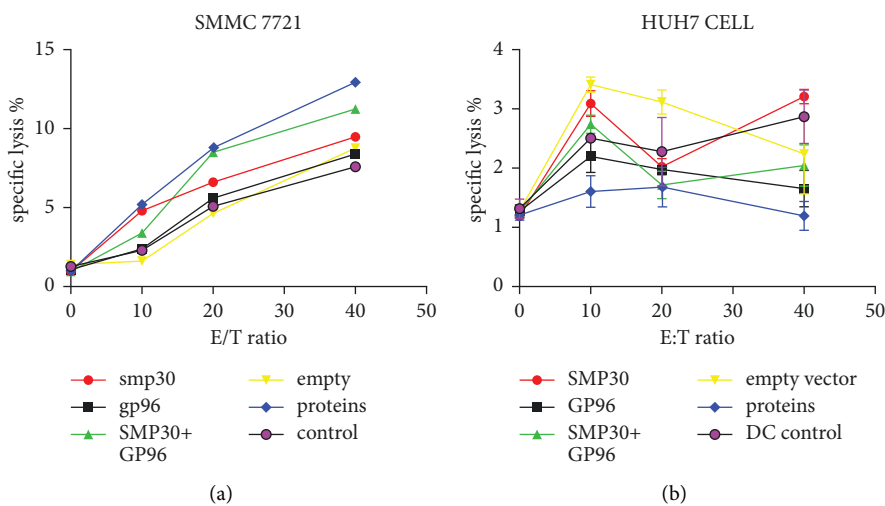 SMMC 7721
15
10
5
0
specific lysis %
0 10 20 30 40 50
E/T ratio
smp30
gp96
SMP30+
GP96
empty
proteins
control
(a)
HUH7 CELL
4
3
2
1
0
specific lysis %
0 10 20 30 40 50
E:T ratio
SMP30
GP96
SMP30+
GP96
empty vector
proteins
DC control
(b)